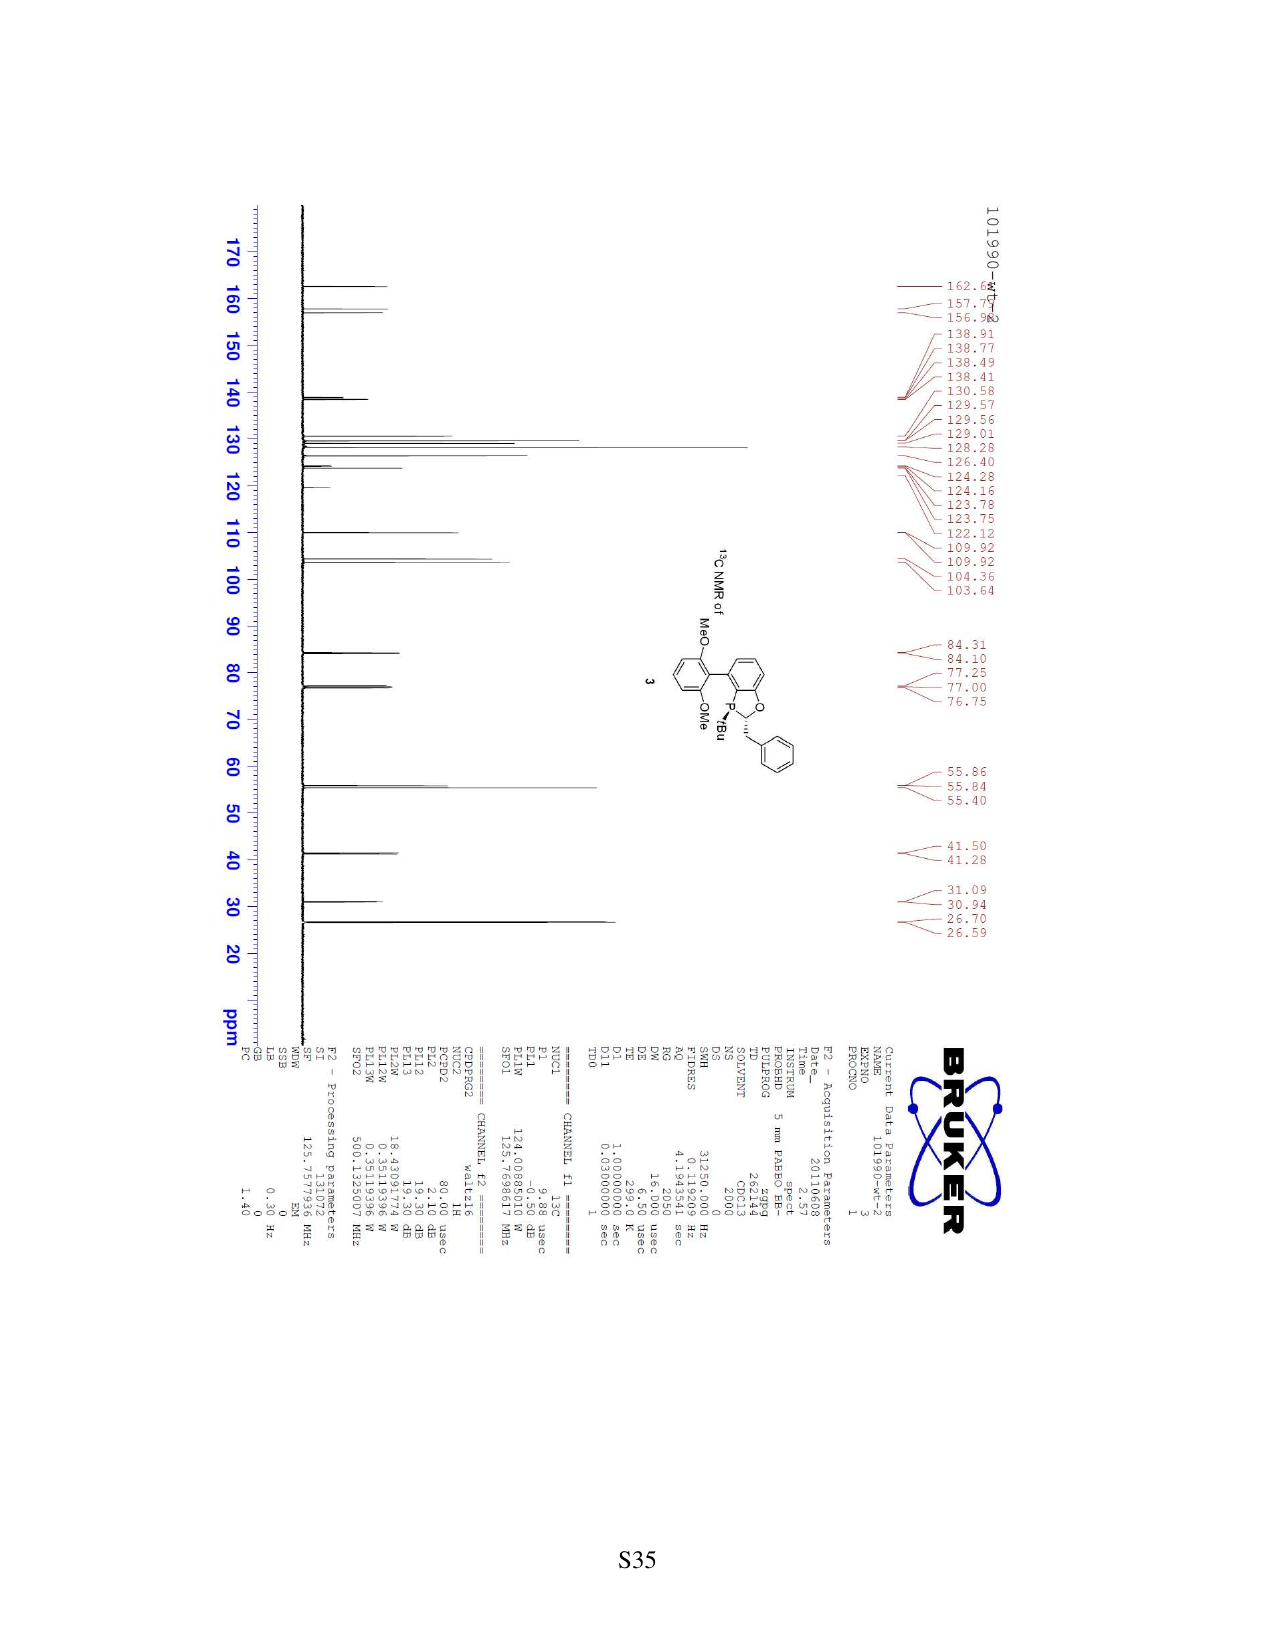 101990-wt-2
162.6
157.7
156.9
138.91
138.77
138.49
138.41
130.58
129.57
129.56
129.01
128.28
126.40
124.28
124.16
123.78
123.75
122.12
109.92
109.92
104.36
103.64
84.31
84.10
77.25
77.00
76.75
55.86
55.84
55.40
41.50
41.28
31.09
30.94
26.70
26.59
13C NMR of
MeO
OMe
P
tBu
O
3
170 160 150 140 130 120 110 100 90 80 70 60 50 40 30 20 ppm
BRUKER
Current Data Parameters
NAME 101990-wt-2
EXPNO 3
PROCNO 1
F2 - Acquisition Parameters
Date_ 20110608
Time 2.57
INSTRUM spect
PROBHD 5 mm PABBO BB-
PULPROG zgpg
TD 262144
SOLVENT CDCl3
NS 2000
DS 0
SWH 31250.000 Hz
FIDRES 0.119209 Hz
AQ 4.1943541 sec
RG 2050
DW 16.000 usec
DE 6.50 usec
TE 299.0 K
D1 1.00000000 sec
D11 0.03000000 sec
TD0 1
======== CHANNEL f1 ========
NUC1 13C
P1 9.88 usec
PL1 -0.50 dB
PL1W 124.00885010 W
SFO1 125.7698617 MHz
======== CHANNEL f2 ========
CPDPRG2 waltz16
NUC2 1H
PCPD2 80.00 usec
PL2 2.10 dB
PL12 19.30 dB
PL13 19.30 dB
PL2W 18.43091774 W
PL12W 0.35119396 W
PL13W 0.35119396 W
SFO2 500.1325007 MHz
F2 - Processing parameters
SI 131072
SF 125.7577936 MHz
WDW EM
SSB 0
LB 0.30 Hz
GB 0
PC 1.40
S35